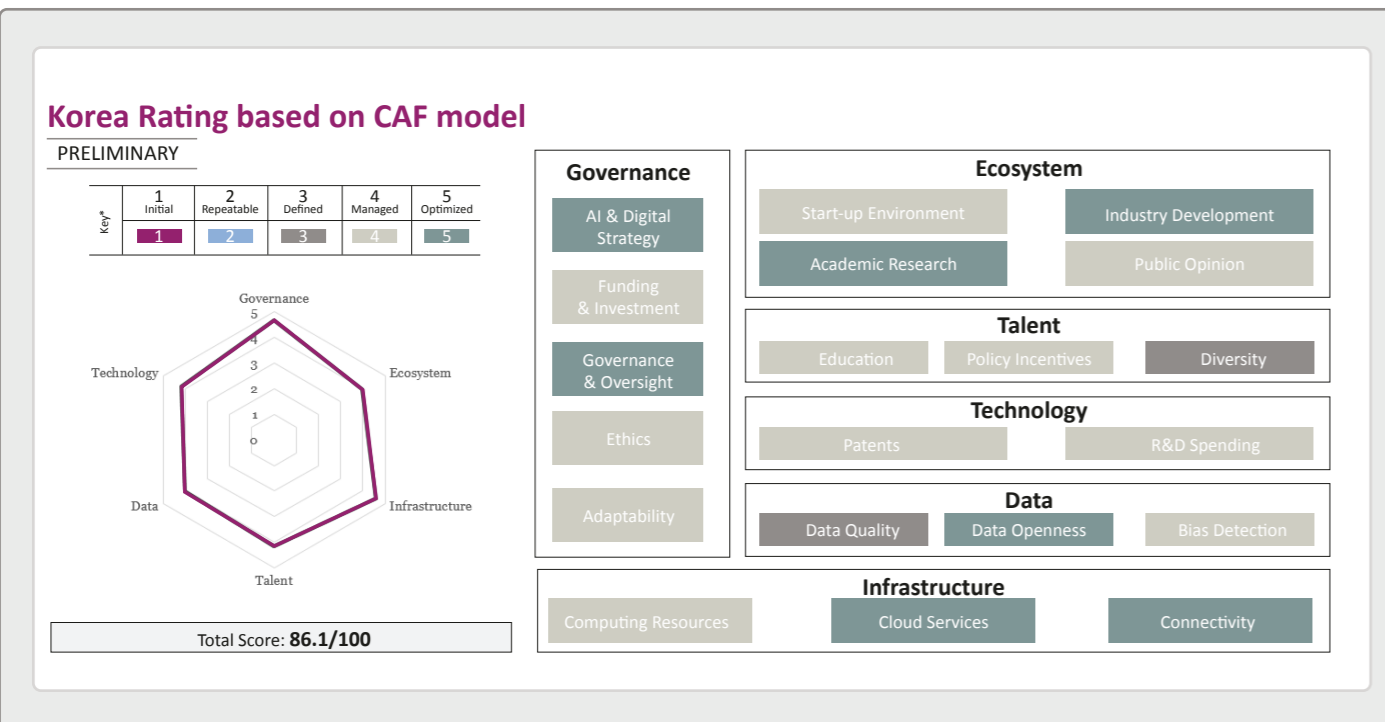 Korea Rating based on CAF model
PRELIMINARY
Key*
1 2 3 4 5
Initial Repeatable Defined Managed Optimized
1 2 3 4 5
Governance
5
4
3
2
1
0
Technology
Ecosystem
Data
Infrastructure
Talent
Total Score: 86.1/100
Governance
AI & Digital
Strategy
Funding
& Investment
Governance
& Oversight
Ethics
Adaptability
Ecosystem
Start-up Environment
Industry Development
Academic Research
Public Opinion
Talent
Education
Policy Incentives
Diversity
Technology
Patents
R&D Spending
Data
Data Quality
Data Openness
Bias Detection
Infrastructure
Computing Resources
Cloud Services
Connectivity